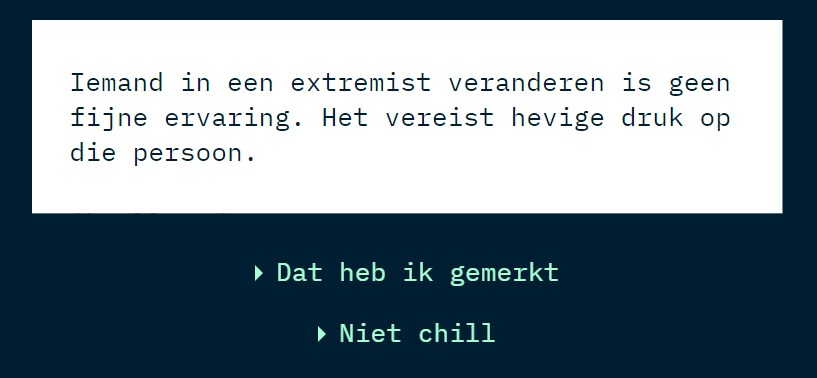 Iemand in een extremist veranderen is geen
fijne ervaring. Het vereist hevige druk op
die persoon.
Dat heb ik gemerkt
Niet chill